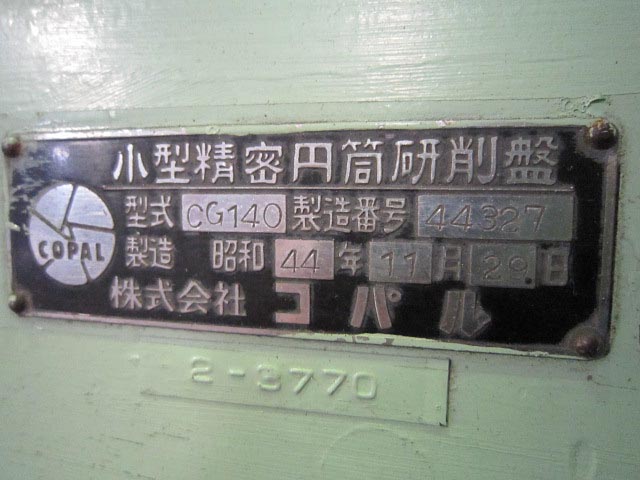 小型精密円筒研削盤
COPAL
型式 CG140 製造番号 44327
製造 昭和 44 年 11 月 29 日
株式会社 コパル
2-3770